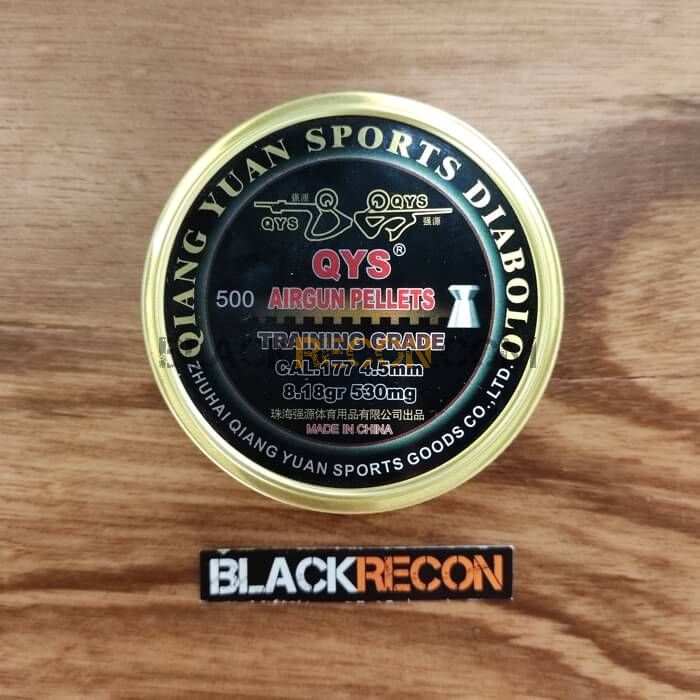 QIANG YUAN SPORTS DIABOLO
强源
QYS
QYS
强源
QYS®
500
AIRGUN PELLETS
TRAINING GRADE
BLACKRECON.COM
CAL.177 4.5mm
8.18gr 530mg
珠海强源体育用品有限公司出品
MADE IN CHINA
ZHUHAI QIANG YUAN SPORTS GOODS CO.,LTD.
BLACKRECON